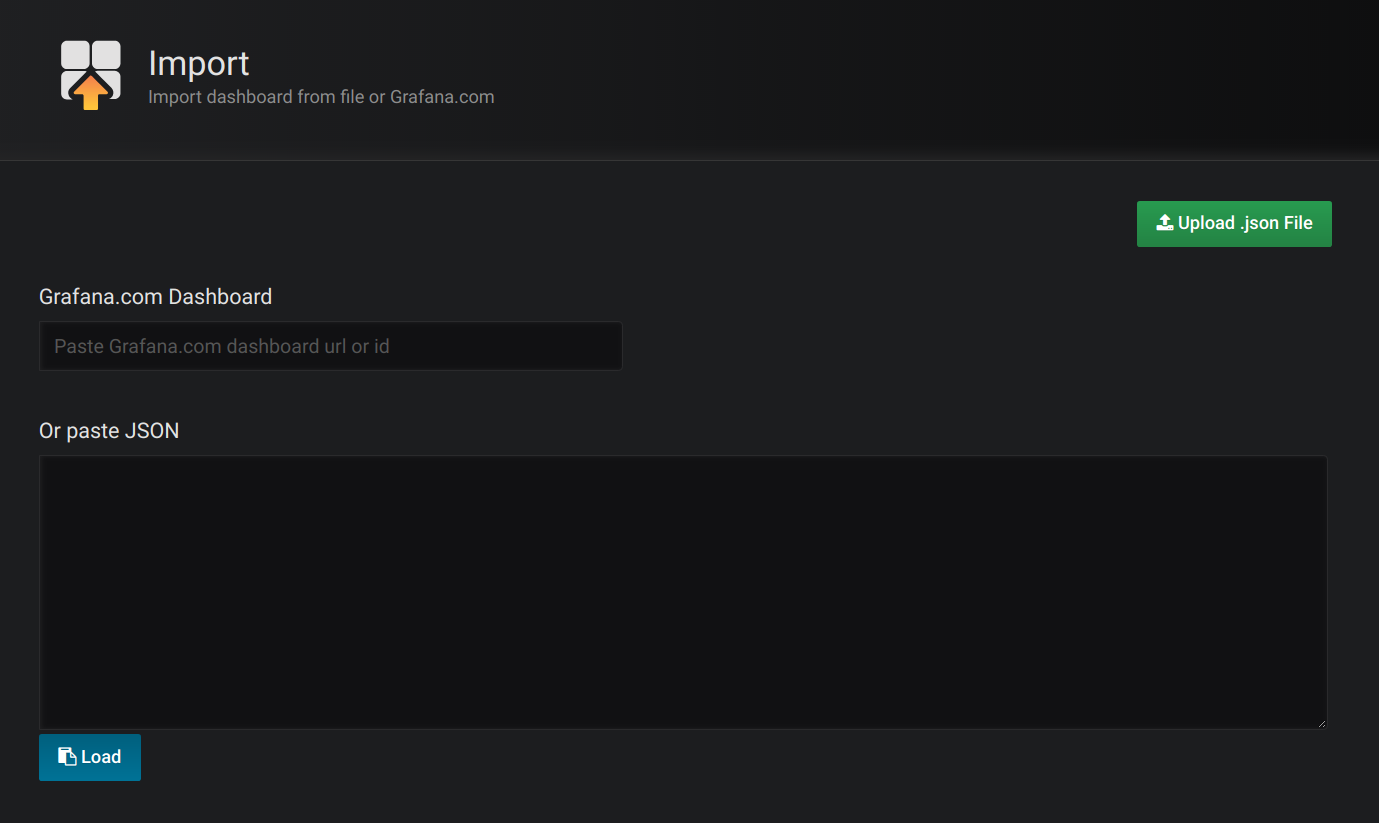 Import
Import dashboard from file or Grafana.com
Upload .json File
Grafana.com Dashboard
Paste Grafana.com dashboard url or id
Or paste JSON
Load